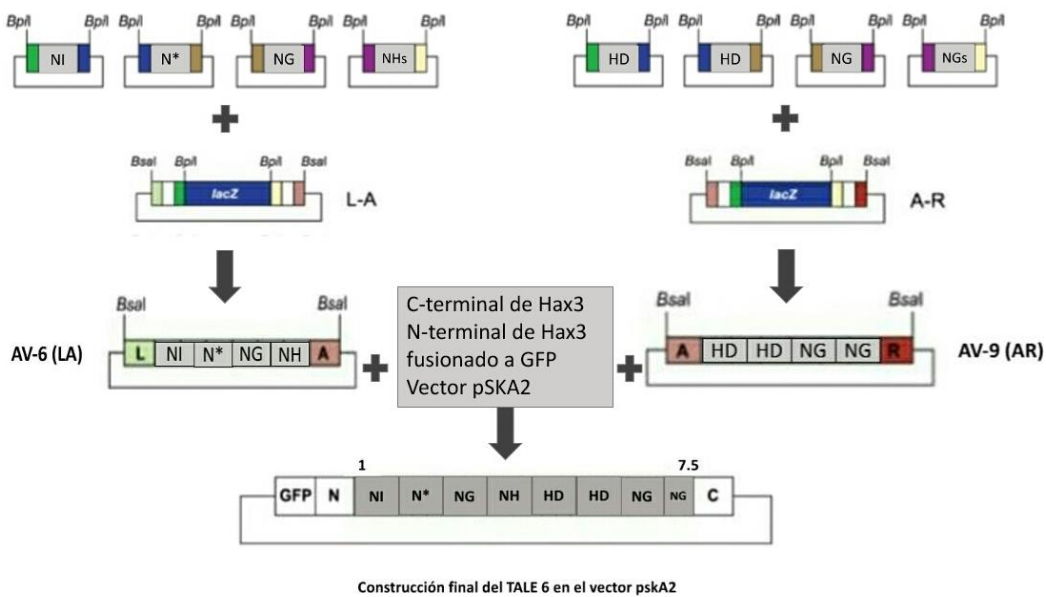 BpiI BpiI BpiI BpiI BpiI BpiI BpiI BpiI
BpiI BpiI BpiI BpiI BpiI BpiI BpiI BpiI
NI N* NG NHs
HD HD NG NGs
BsaI BpiI BpiI BsaI
BsaI BpiI BpiI BsaI
lacZ
L-A
lacZ
A-R
BsaI BsaI
BsaI BsaI
C-terminal de Hax3
N-terminal de Hax3
fusionado a GFP
Vector pSKA2
AV-6 (LA)
L NI N* NG NH A
A HD HD NG NG R
AV-9 (AR)
1 7.5
GFP N NI N* NG NH HD HD NG NG C
Construcción final del TALE 6 en el vector pskA2